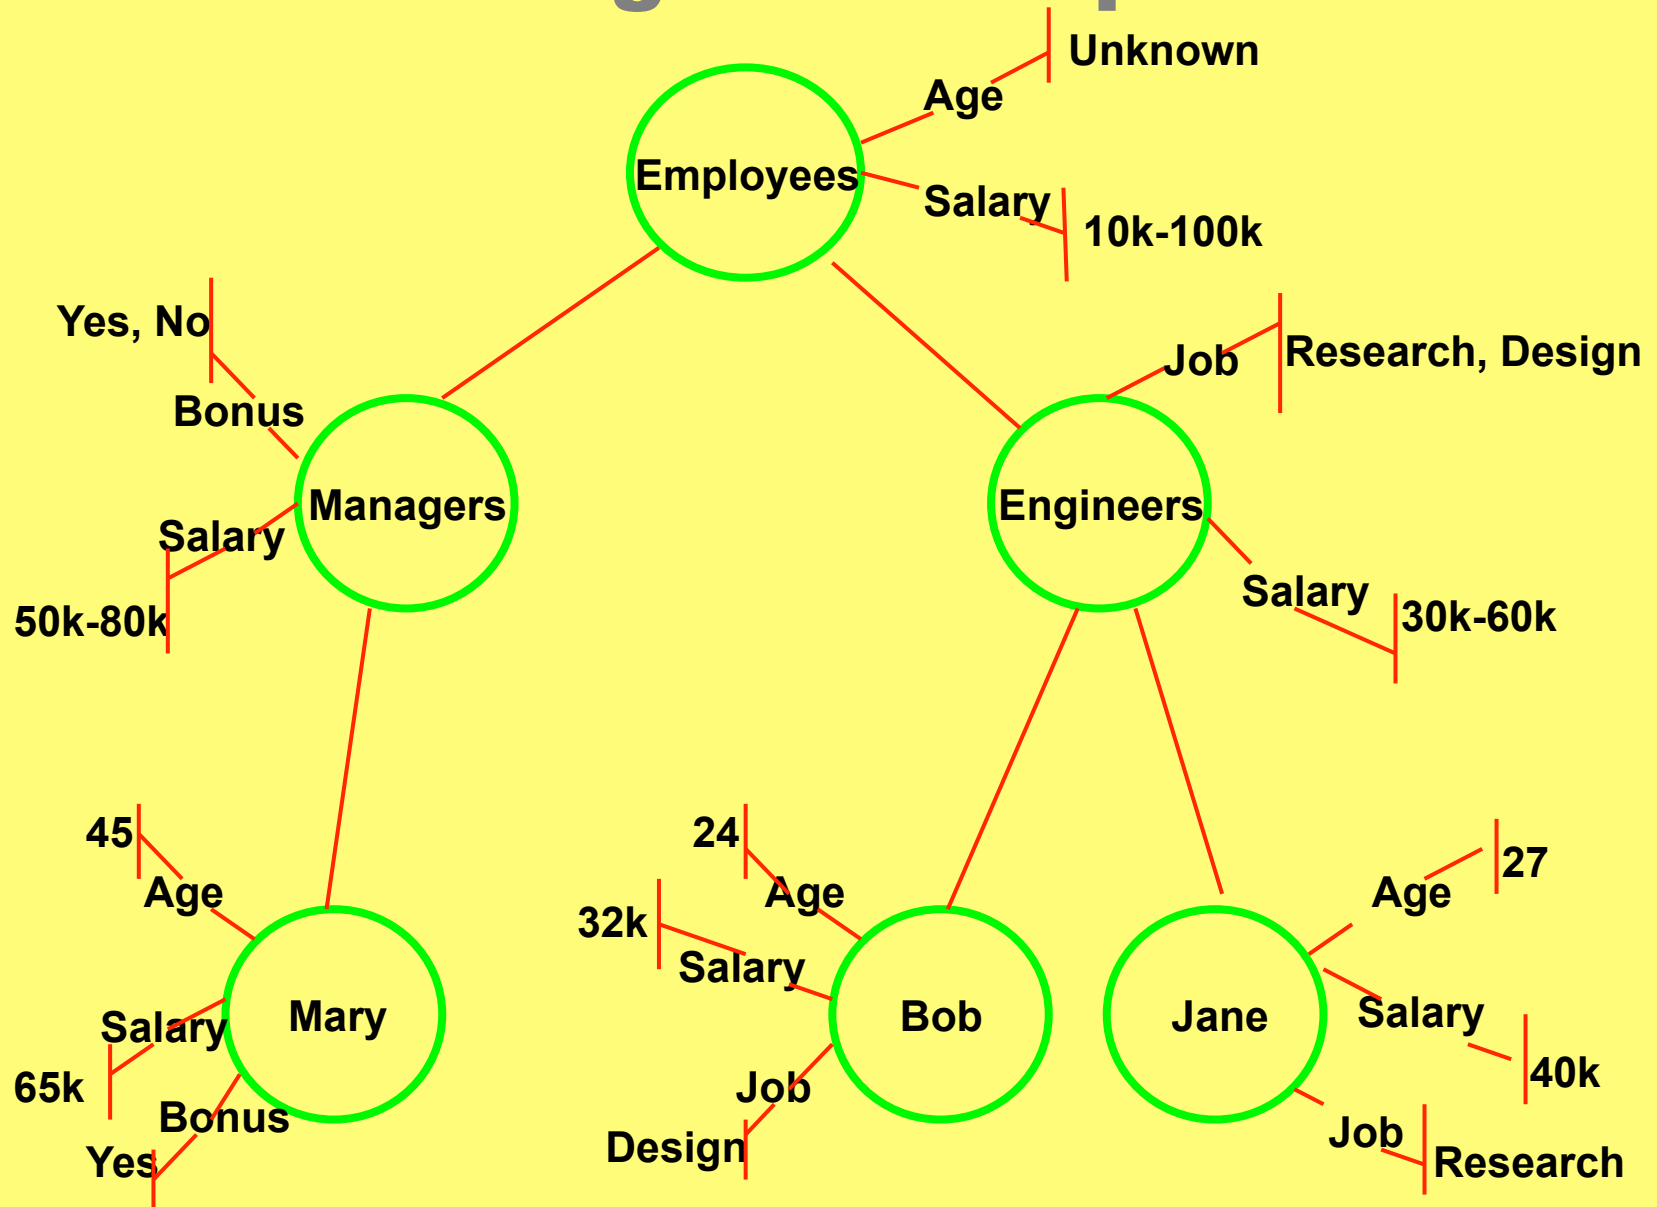 Unknown
Age
Employees
Salary
10k-100k
Yes, No
Bonus
Job
Research, Design
Managers
Salary
50k-80k
Engineers
Salary
30k-60k
45
Age
Salary
65k
Mary
Bonus
Yes
24
Age
32k
Salary
Bob
Job
Design
27
Age
Jane
Salary
40k
Job
Research